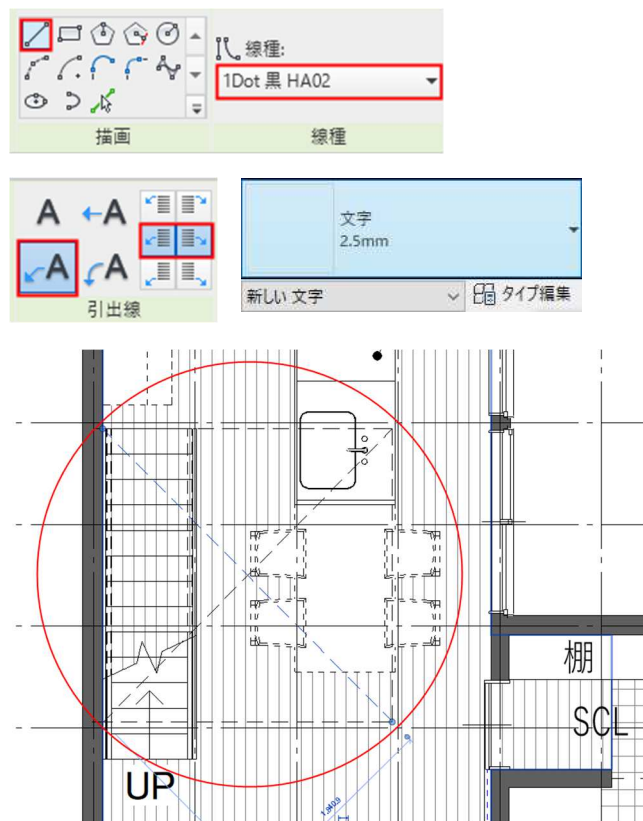 線種:
1Dot 黒 HA02
描画
線種
A
A
A
A
引出線
文字
2.5mm
新しい 文字
タイプ編集
棚
SCL
UP